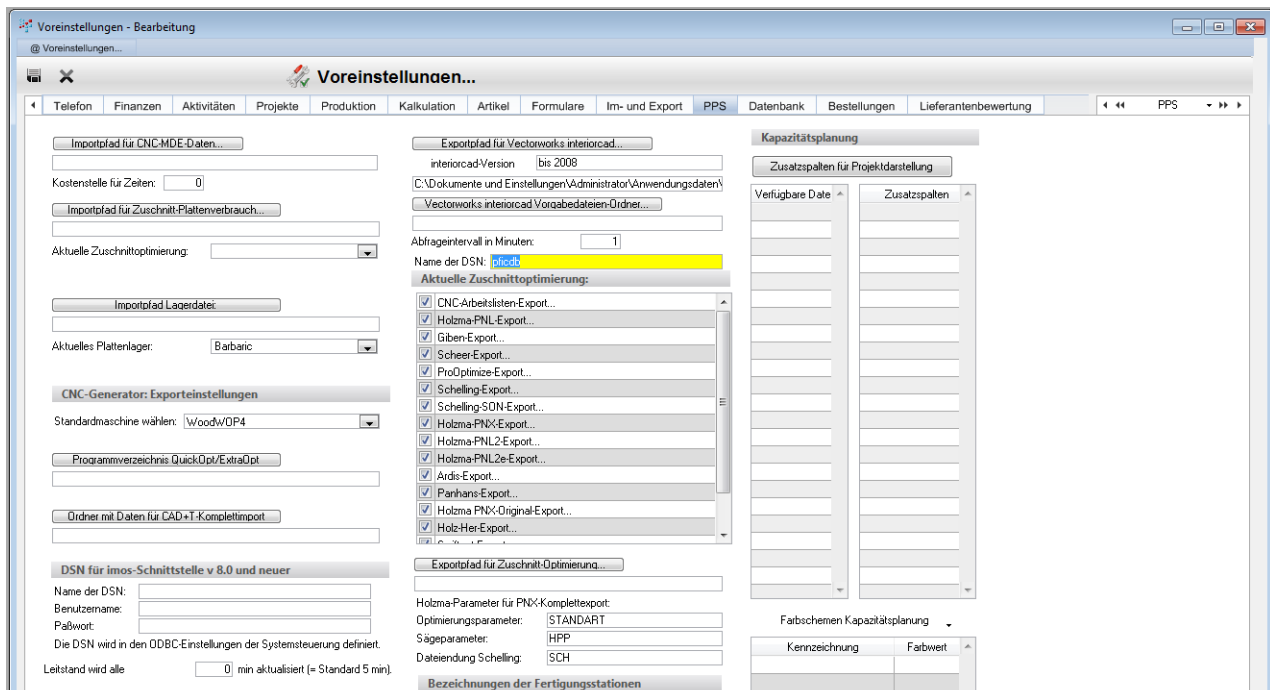 Voreinstellungen - Bearbeitung
@ Voreinstellungen...
Voreinstellungen...
Telefon Finanzen Aktivitäten Projekte Produktion Kalkulation Artikel Formulare Im- und Export PPS Datenbank Bestellungen Lieferantenbewertung PPS
Importpfad für CNC-MDE-Daten...
Kostenstelle für Zeiten: 0
Importpfad für Zuschnitt-Plattenverbrauch...
Aktuelle Zuschnittoptimierung:
Importpfad Lagerdatei:
Aktuelles Plattenlager: Barbaric
CNC-Generator: Exporteinstellungen
Standardmaschine wählen: WoodWOP4
Programmverzeichnis QuickOpt/ExtraOpt
Ordner mit Daten für CAD+T-Komplettimport
DSN für imos-Schnittstelle v 8.0 und neuer
Name der DSN:
Benutzername:
Paßwort:
Die DSN wird in den ODBC-Einstellungen der Systemsteuerung definiert.
Leitstand wird alle 0 min aktualisiert (= Standard 5 min).
Exportpfad für Vectorworks interiorcad...
interiorcad-Version bis 2008
C:\Dokumente und Einstellungen\Administrator\Anwendungsdaten\
Vectorworks interiorcad Vorgabedateien-Ordner...
Abfrageintervall in Minuten: 1
Name der DSN: pficdb
Aktuelle Zuschnittoptimierung:
CNC-Arbeitslisten-Export...
Holzma-PNL-Export...
Giben-Export...
Scheer-Export...
ProOptimize-Export...
Schelling-Export...
Schelling-SON-Export...
Holzma-PNX-Export...
Holzma-PNL2-Export...
Holzma-PNL2e-Export...
Ardis-Export...
Panhans-Export...
Holzma PNX-Original-Export...
Holz-Her-Export...
Exportpfad für Zuschnitt-Optimierung...
Holzma-Parameter für PNX-Komplettexport:
Optimierungsparameter: STANDART
Sägeparameter: HPP
Dateiendung Schelling: SCH
Bezeichnungen der Fertigungsstationen
Kapazitätsplanung
Zusatzspalten für Projektdarstellung
Verfügbare Date Zusatzspalten
Farbschemen Kapazitätsplanung
Kennzeichnung Farbwert